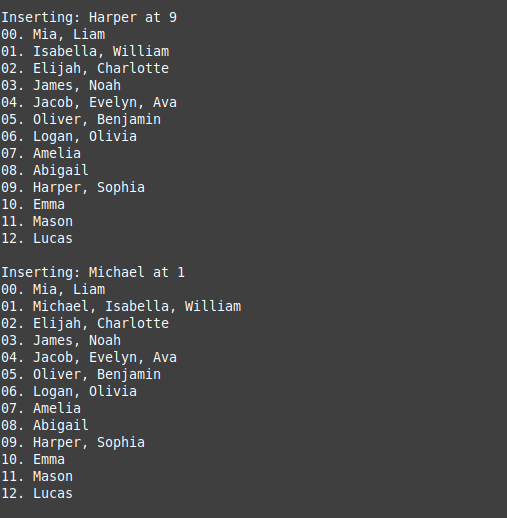 Inserting: Harper at 9
00. Mia, Liam
01. Isabella, William
02. Elijah, Charlotte
03. James, Noah
04. Jacob, Evelyn, Ava
05. Oliver, Benjamin
06. Logan, Olivia
07. Amelia
08. Abigail
09. Harper, Sophia
10. Emma
11. Mason
12. Lucas
Inserting: Michael at 1
00. Mia, Liam
01. Michael, Isabella, William
02. Elijah, Charlotte
03. James, Noah
04. Jacob, Evelyn, Ava
05. Oliver, Benjamin
06. Logan, Olivia
07. Amelia
08. Abigail
09. Harper, Sophia
10. Emma
11. Mason
12. Lucas